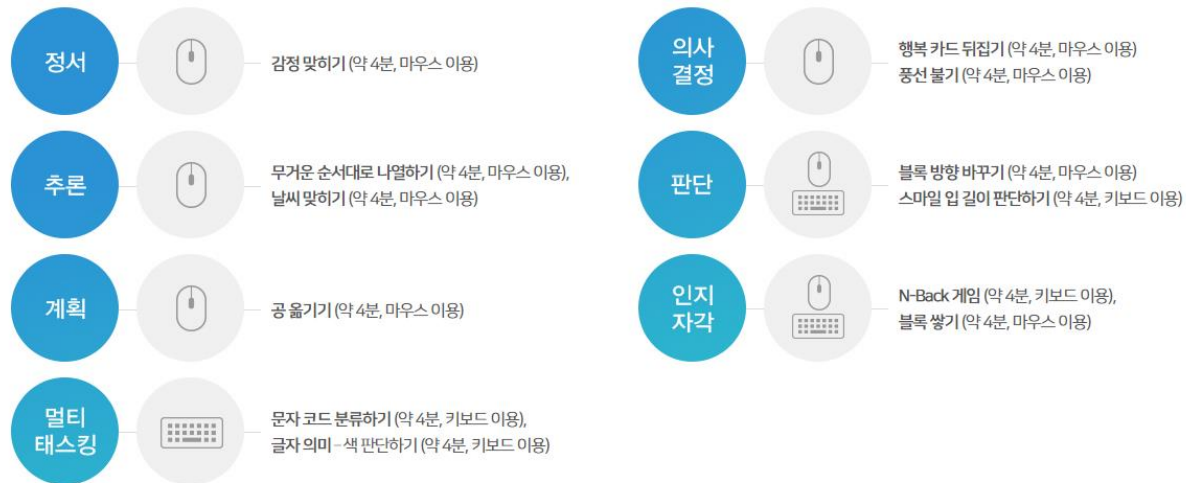 정서
감정 맞히기 (약 4분, 마우스 이용)
추론
무거운 순서대로 나열하기 (약 4분, 마우스 이용),
날씨 맞히기 (약 4분, 마우스 이용)
계획
공 옮기기 (약 4분, 마우스 이용)
멀티
태스킹
문자 코드 분류하기 (약 4분, 키보드 이용),
글자 의미 – 색 판단하기 (약 4분, 키보드 이용)
의사
결정
행복 카드 뒤집기 (약 4분, 마우스 이용)
풍선 불기 (약 4분, 마우스 이용)
판단
블록 방향 바꾸기 (약 4분, 마우스 이용)
스마일 입 길이 판단하기 (약 4분, 키보드 이용)
인지
자각
N-Back 게임 (약 4분, 키보드 이용),
블록 쌓기 (약 4분, 마우스 이용)